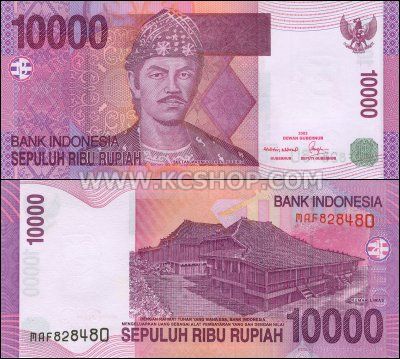 10000
10000
2005
DEWAN GUBERNUR
GUBERNUR DEPUTI GUBERNUR
BANK INDONESIA
SEPULUH RIBU RUPIAH
WWW.KCSHOP.COM
10000
BANK INDONESIA
MAF828480
RUMAH LIMAS
DENGAN RAHMAT TUHAN YANG MAHA ESA, BANK INDONESIA
MENGELUARKAN UANG SEBAGAI ALAT PEMBAYARAN YANG SAH DENGAN NILAI
MAF828480
SEPULUH RIBU RUPIAH
10000